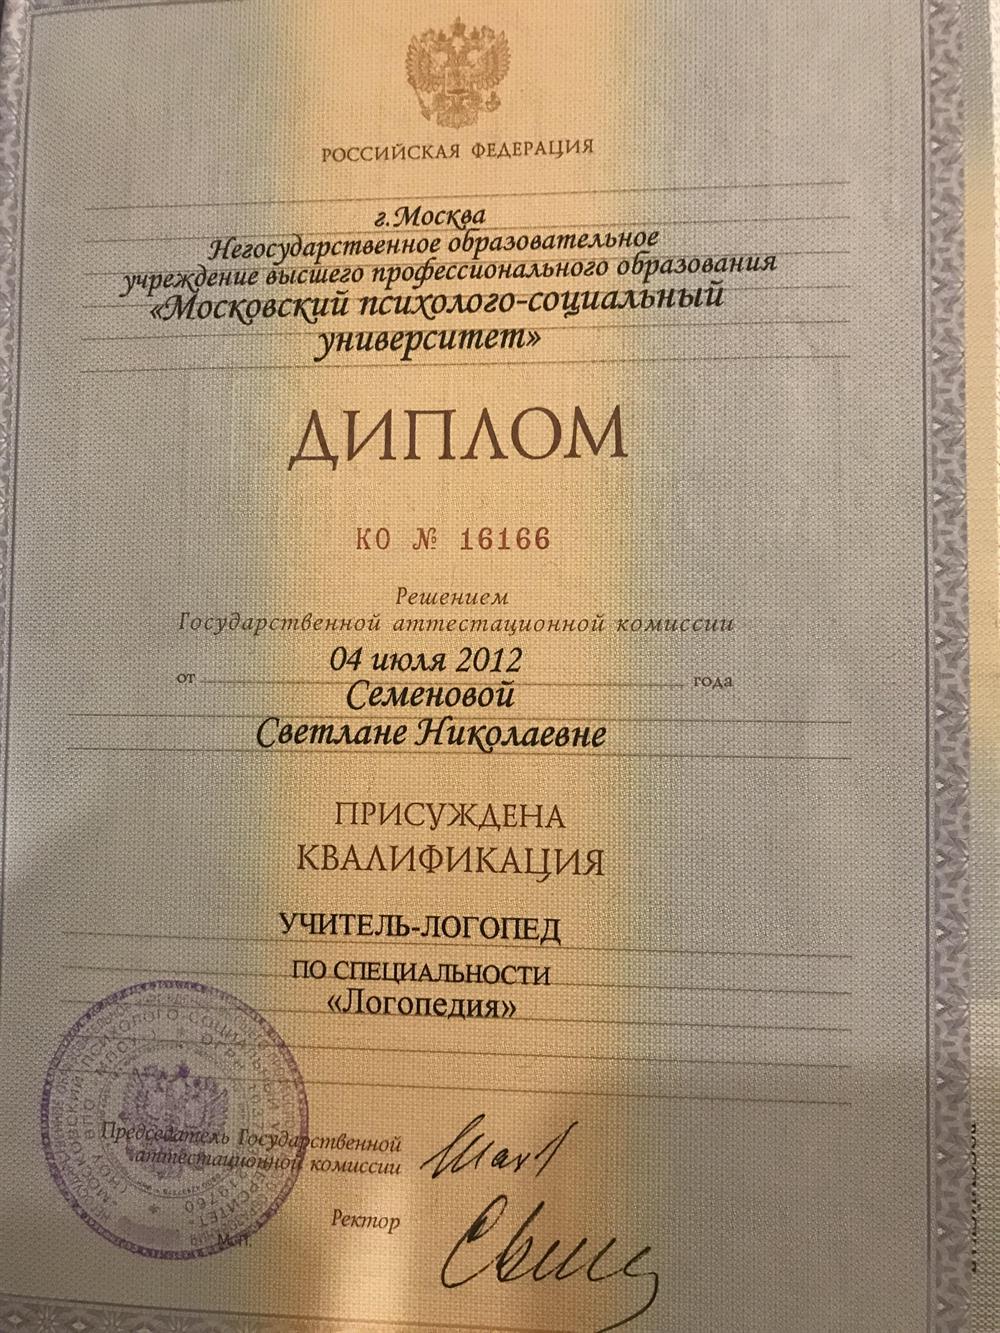 РОССИЙСКАЯ ФЕДЕРАЦИЯ
г.Москва
Негосударственное образовательное
учреждение высшего профессионального образования
«Московский психолого-социальный
университет»
ДИПЛОМ
КО № 16166
Решением
Государственной аттестационной комиссии
от 04 июля 2012 года
Семеновой
Светлане Николаевне
ПРИСУЖДЕНА
КВАЛИФИКАЦИЯ
УЧИТЕЛЬ-ЛОГОПЕД
ПО СПЕЦИАЛЬНОСТИ
«Логопедия»
Председатель Государственной
аттестационной комиссии
Ректор
М.П.